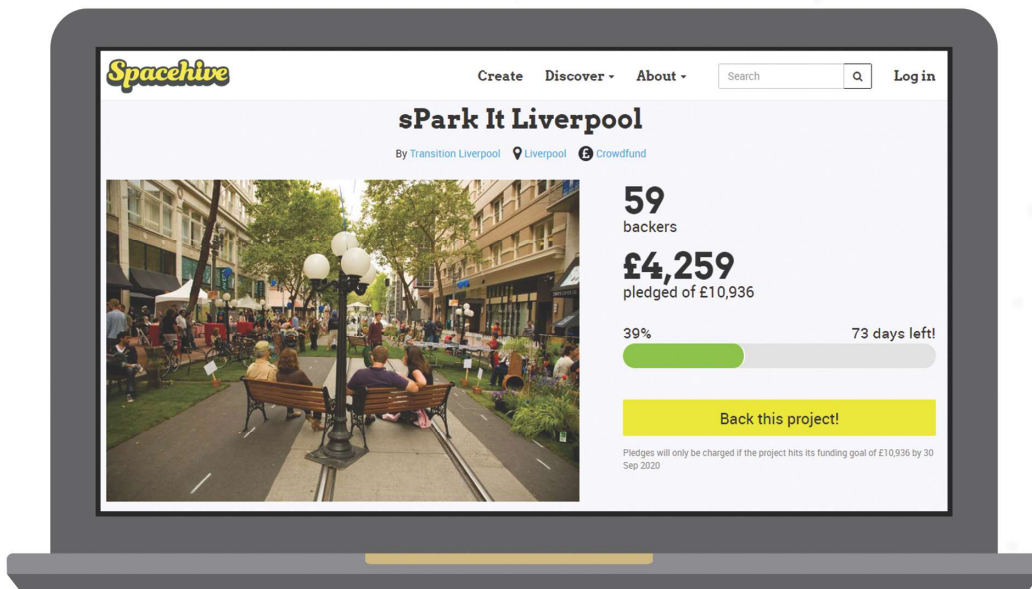 Spacehive
Create Discover About Search Log in
sPark It Liverpool
By Transition Liverpool Liverpool £ Crowdfund
59
backers
£4,259
pledged of £10,936
39% 73 days left!
Back this project!
Pledges will only be charged if the project hits its funding goal of £10,936 by 30
Sep 2020